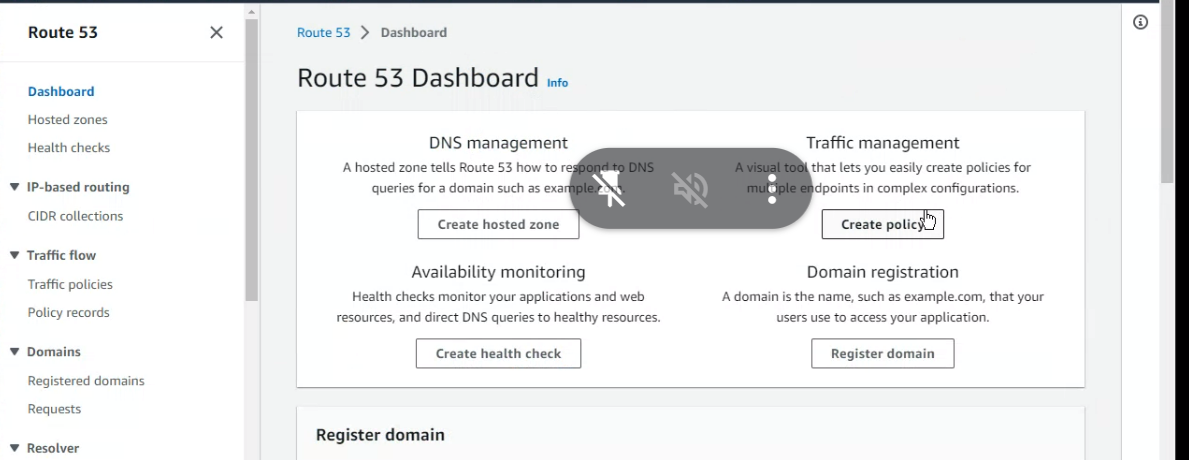 Route 53
Dashboard
Hosted zones
Health checks
IP-based routing
CIDR collections
Traffic flow
Traffic policies
Policy records
Domains
Registered domains
Requests
Resolver
Route 53 > Dashboard
Route 53 Dashboard Info
DNS management
A hosted zone tells Route 53 how to respond to DNS
queries for a domain such as example.com.
Create hosted zone
Traffic management
A visual tool that lets you easily create policies for
multiple endpoints in complex configurations.
Create policy
Availability monitoring
Health checks monitor your applications and web
resources, and direct DNS queries to healthy resources.
Create health check
Domain registration
A domain is the name, such as example.com, that your
users use to access your application.
Register domain
Register domain